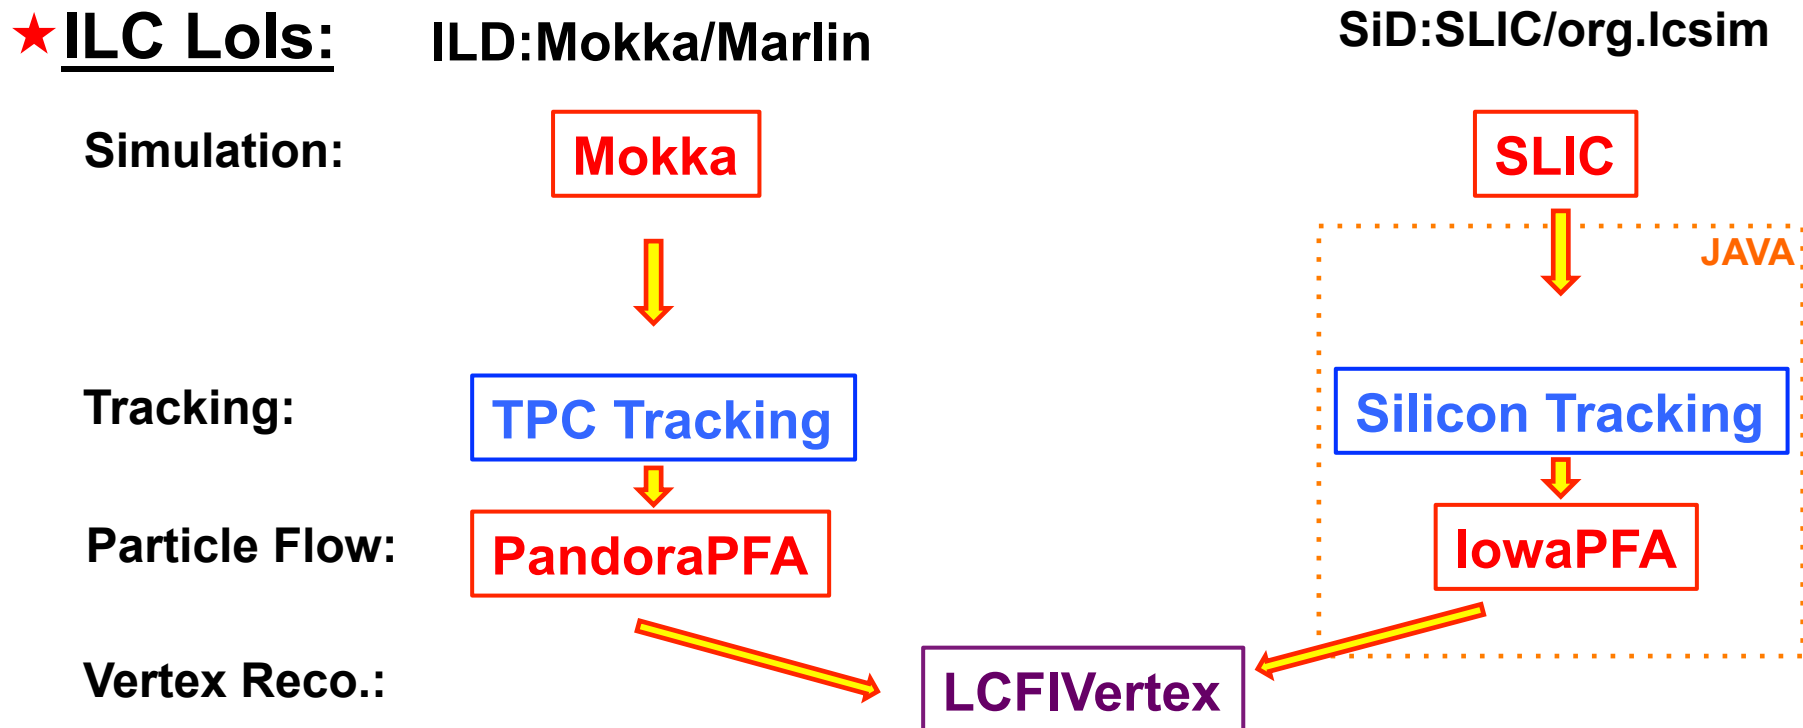 ★ILC LoIs: ILD:Mokka/Marlin SiD:SLIC/org.lcsim
Simulation: Mokka SLIC
JAVA
Tracking: TPC Tracking Silicon Tracking
Particle Flow: PandoraPFA IowaPFA
Vertex Reco.: LCFIVertex